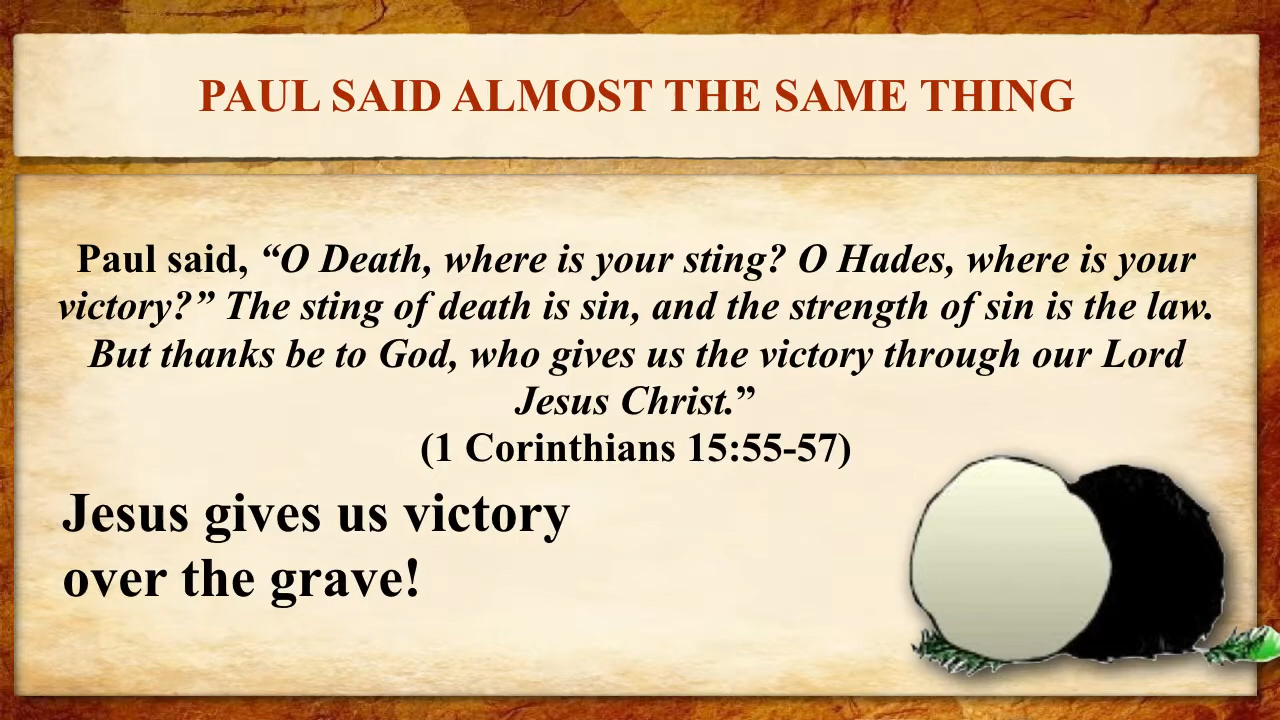 PAUL SAID ALMOST THE SAME THING
Paul said, “O Death, where is your sting? O Hades, where is your
victory?” The sting of death is sin, and the strength of sin is the law.
But thanks be to God, who gives us the victory through our Lord
Jesus Christ.”
(1 Corinthians 15:55-57)
Jesus gives us victory
over the grave!